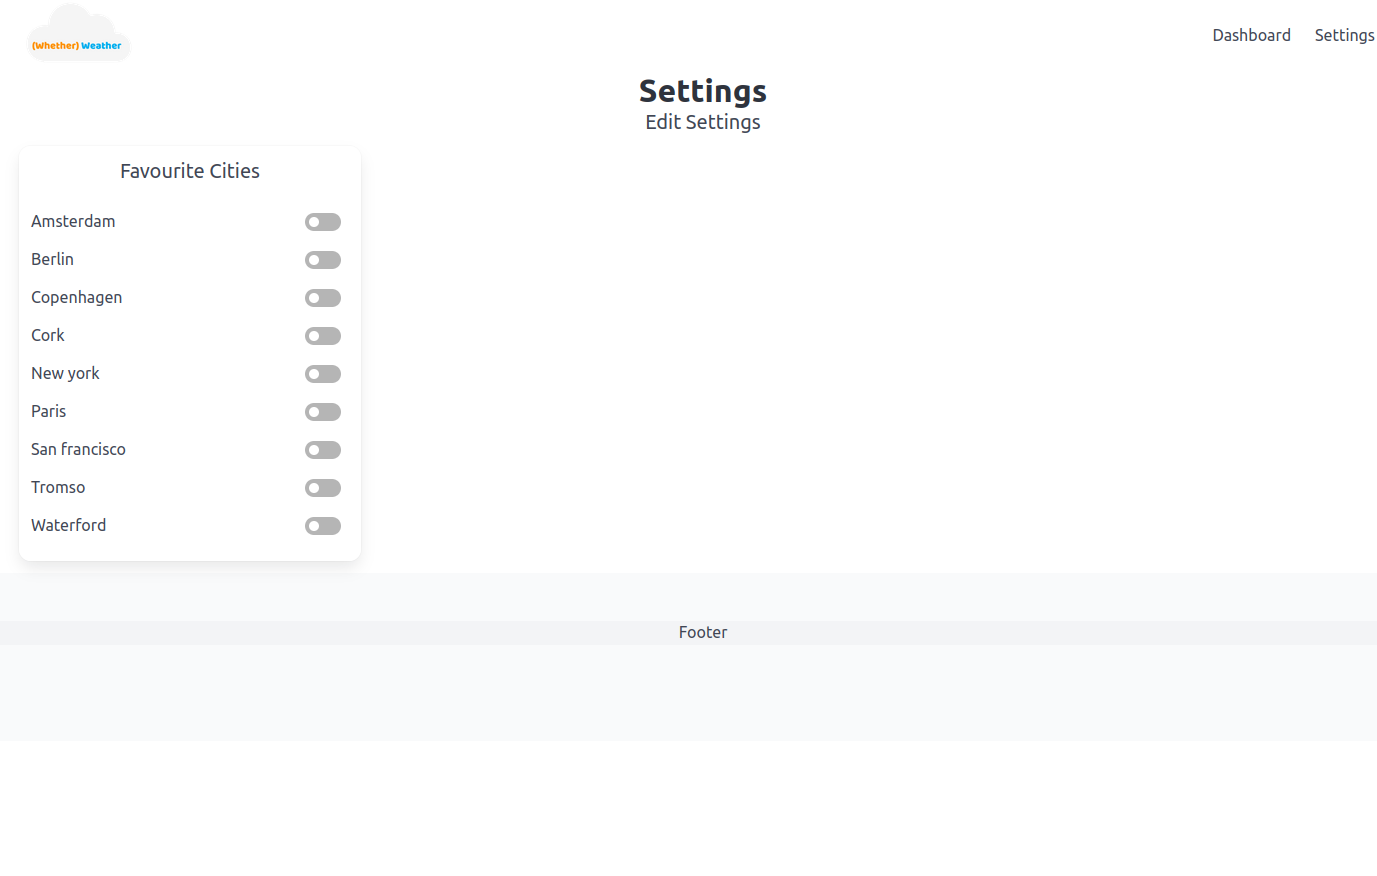 (Whether) Weather
Dashboard Settings
Settings
Edit Settings
Favourite Cities
Amsterdam
Berlin
Copenhagen
Cork
New york
Paris
San francisco
Tromso
Waterford
Footer